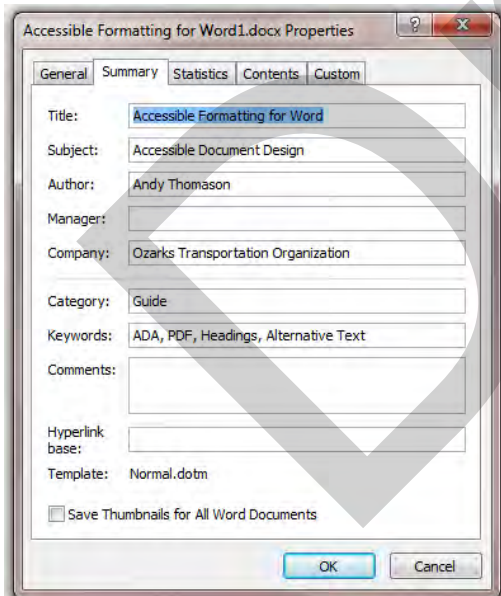 Accessible Formatting for Word1.docx Properties
General Summary Statistics Contents Custom
Title: Accessible Formatting for Word
Subject: Accessible Document Design
Author: Andy Thomason
Manager:
Company: Ozarks Transportation Organization
Category: Guide
Keywords: ADA, PDF, Headings, Alternative Text
Comments:
Hyperlink
base:
Template: Normal.dotm
Save Thumbnails for All Word Documents
OK Cancel